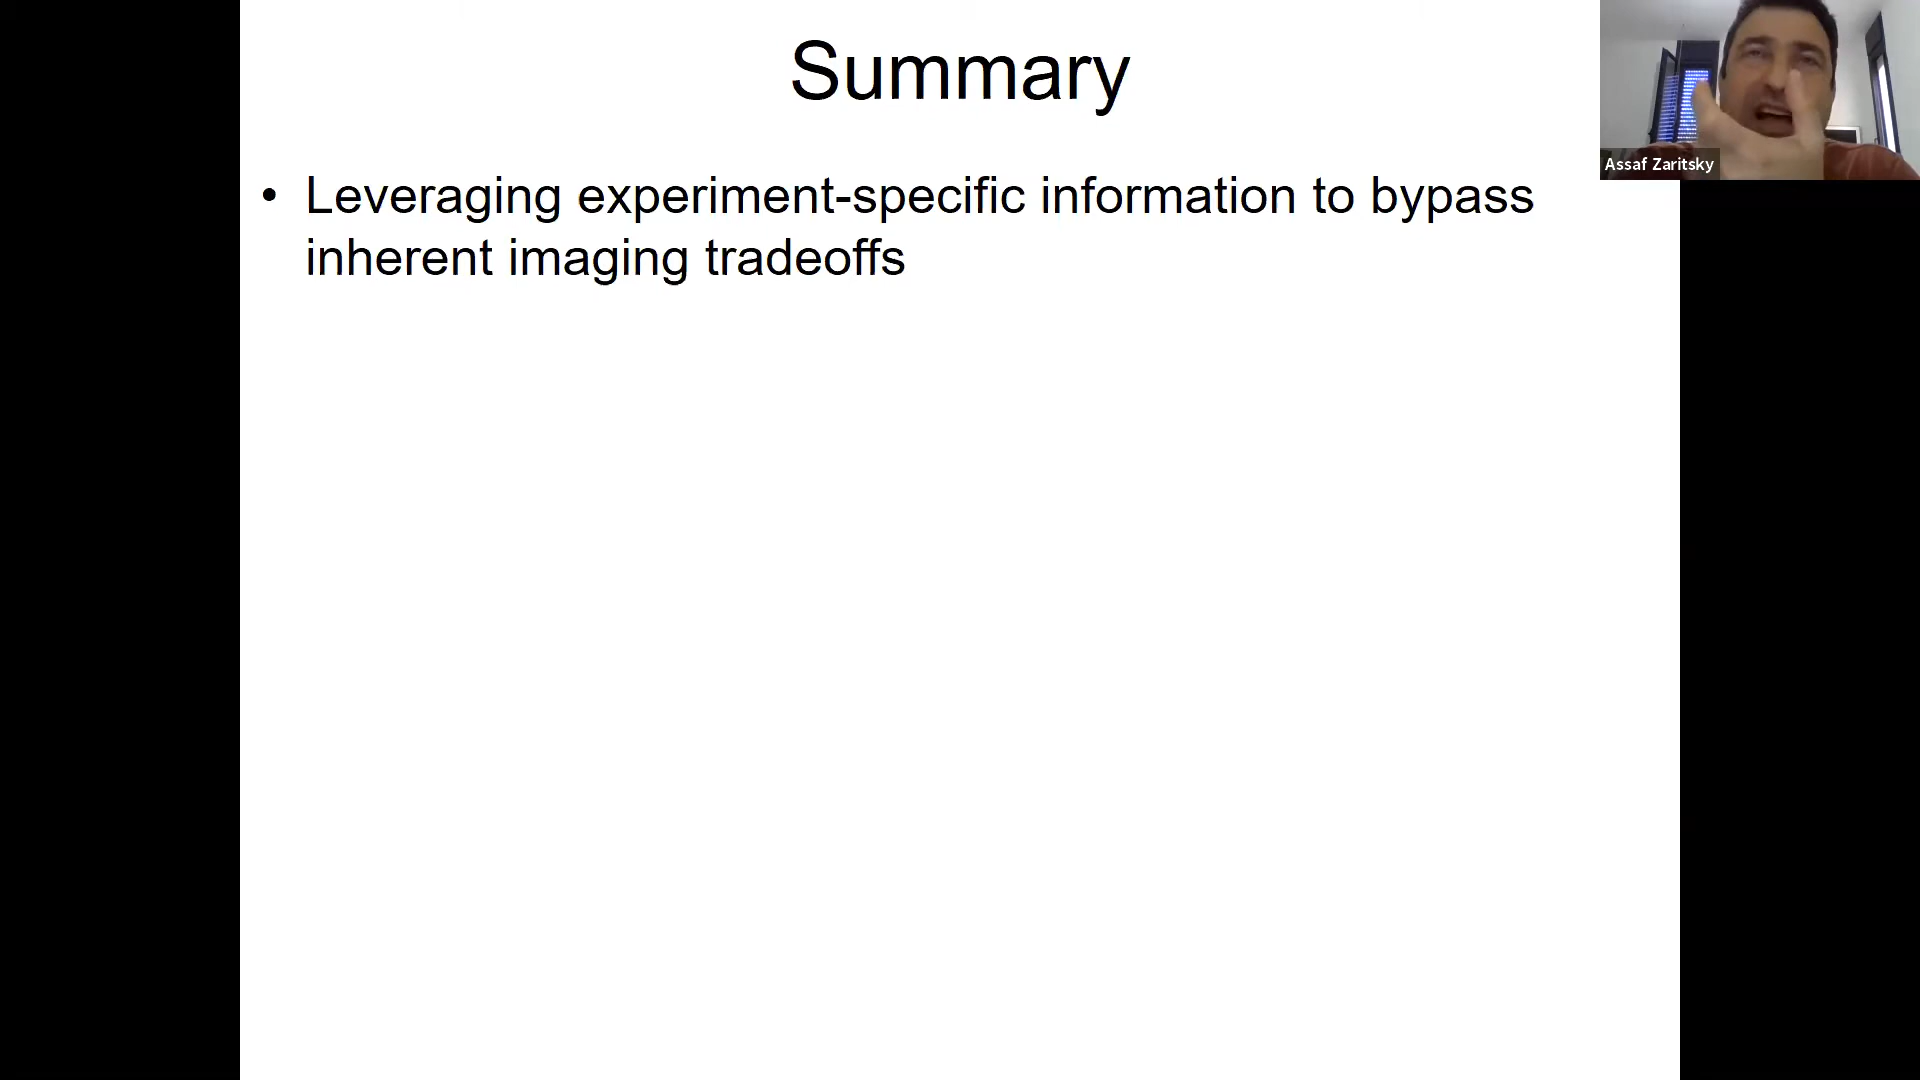 Summary
Assaf Zaritsky
• Leveraging experiment-specific information to bypass
inherent imaging tradeoffs